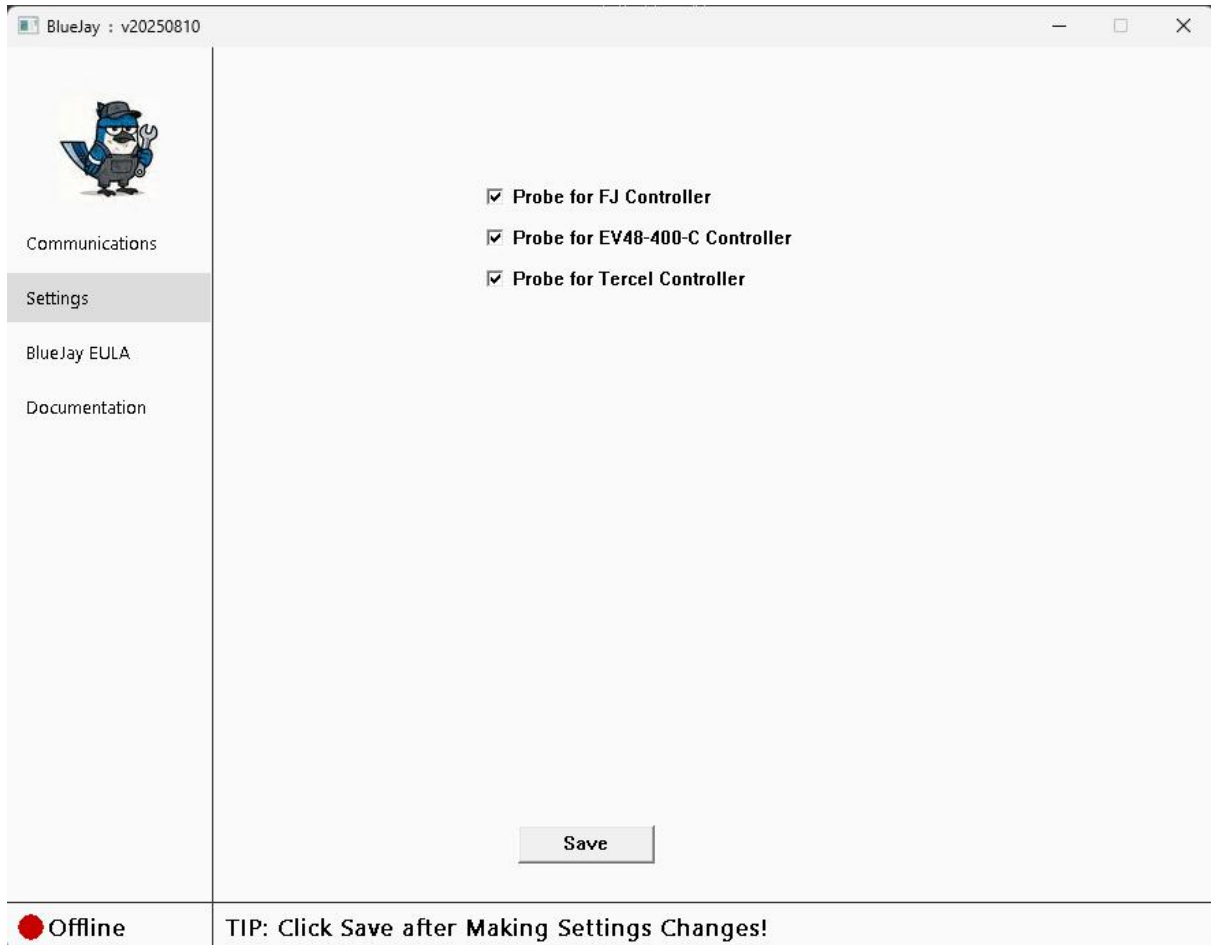 BlueJay : v20250810
Communications
Settings
BlueJay EULA
Documentation
Probe for FJ Controller
Probe for EV48-400-C Controller
Probe for Tercel Controller
Save
Offline
TIP: Click Save after Making Settings Changes!